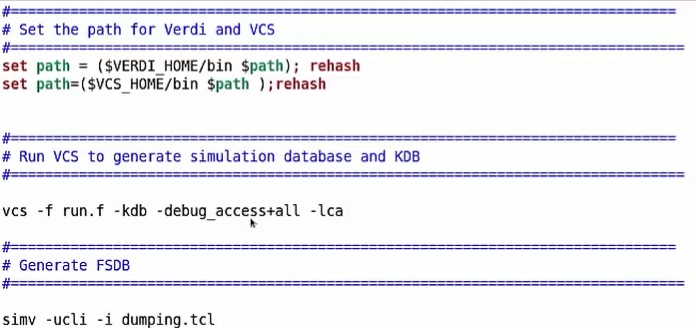 #==============================================================================
# Set the path for Verdi and VCS
#===============================================================================
set path = ($VERDI_HOME/bin $path); rehash
set path=($VCS_HOME/bin $path );rehash
#==============================================================================
# Run VCS to generate simulation database and KDB
#===============================================================================
vcs -f run.f -kdb -debug_access+all -lca
#==============================================================================
# Generate FSDB
#===============================================================================
simv -ucli -i dumping.tcl